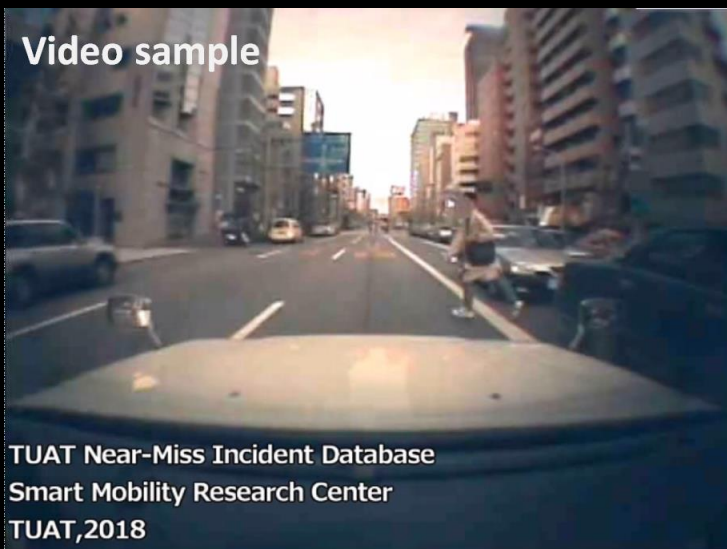 Video sample
TUAT Near-Miss Incident Database
Smart Mobility Research Center
TUAT,2018